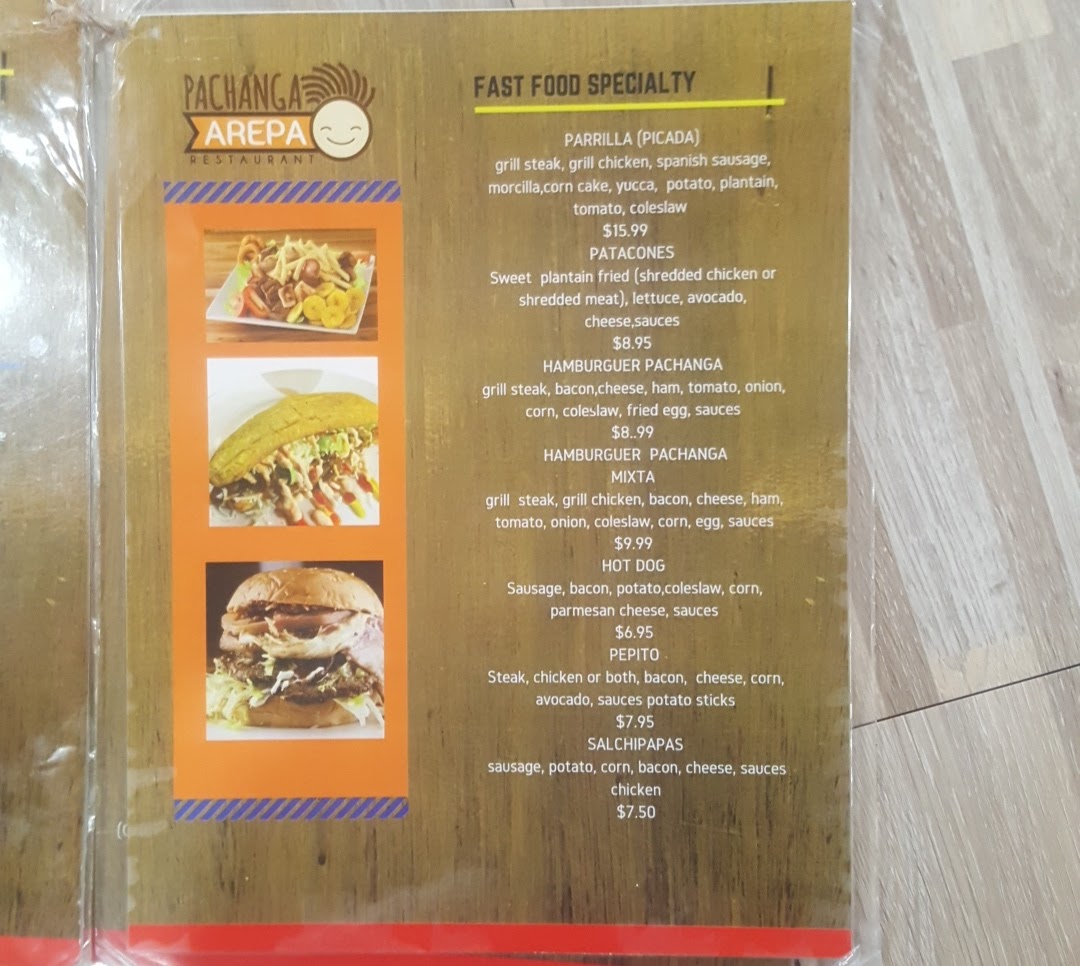 PACHANGA
AREPA
RESTAURANT
FAST FOOD SPECIALTY
PARRILLA (PICADA)
grill steak, grill chicken, spanish sausage,
morcilla,corn cake, yucca, potato, plantain,
tomato, coleslaw
$15.99
PATACONES
Sweet plantain fried (shredded chicken or
shredded meat), lettuce, avocado,
cheese,sauces
$8.95
HAMBURGUER PACHANGA
grill steak, bacon,cheese, ham, tomato, onion,
corn, coleslaw, fried egg, sauces
$8..99
HAMBURGUER PACHANGA
MIXTA
grill steak, grill chicken, bacon, cheese, ham,
tomato, onion, coleslaw, corn, egg, sauces
$9.99
HOT DOG
Sausage, bacon, potato,coleslaw, corn,
parmesan cheese, sauces
$6.95
PEPITO
Steak, chicken or both, bacon, cheese, corn,
avocado, sauces potato sticks
$7.95
SALCHIPAPAS
sausage, potato, corn, bacon, cheese, sauces
chicken
$7.50